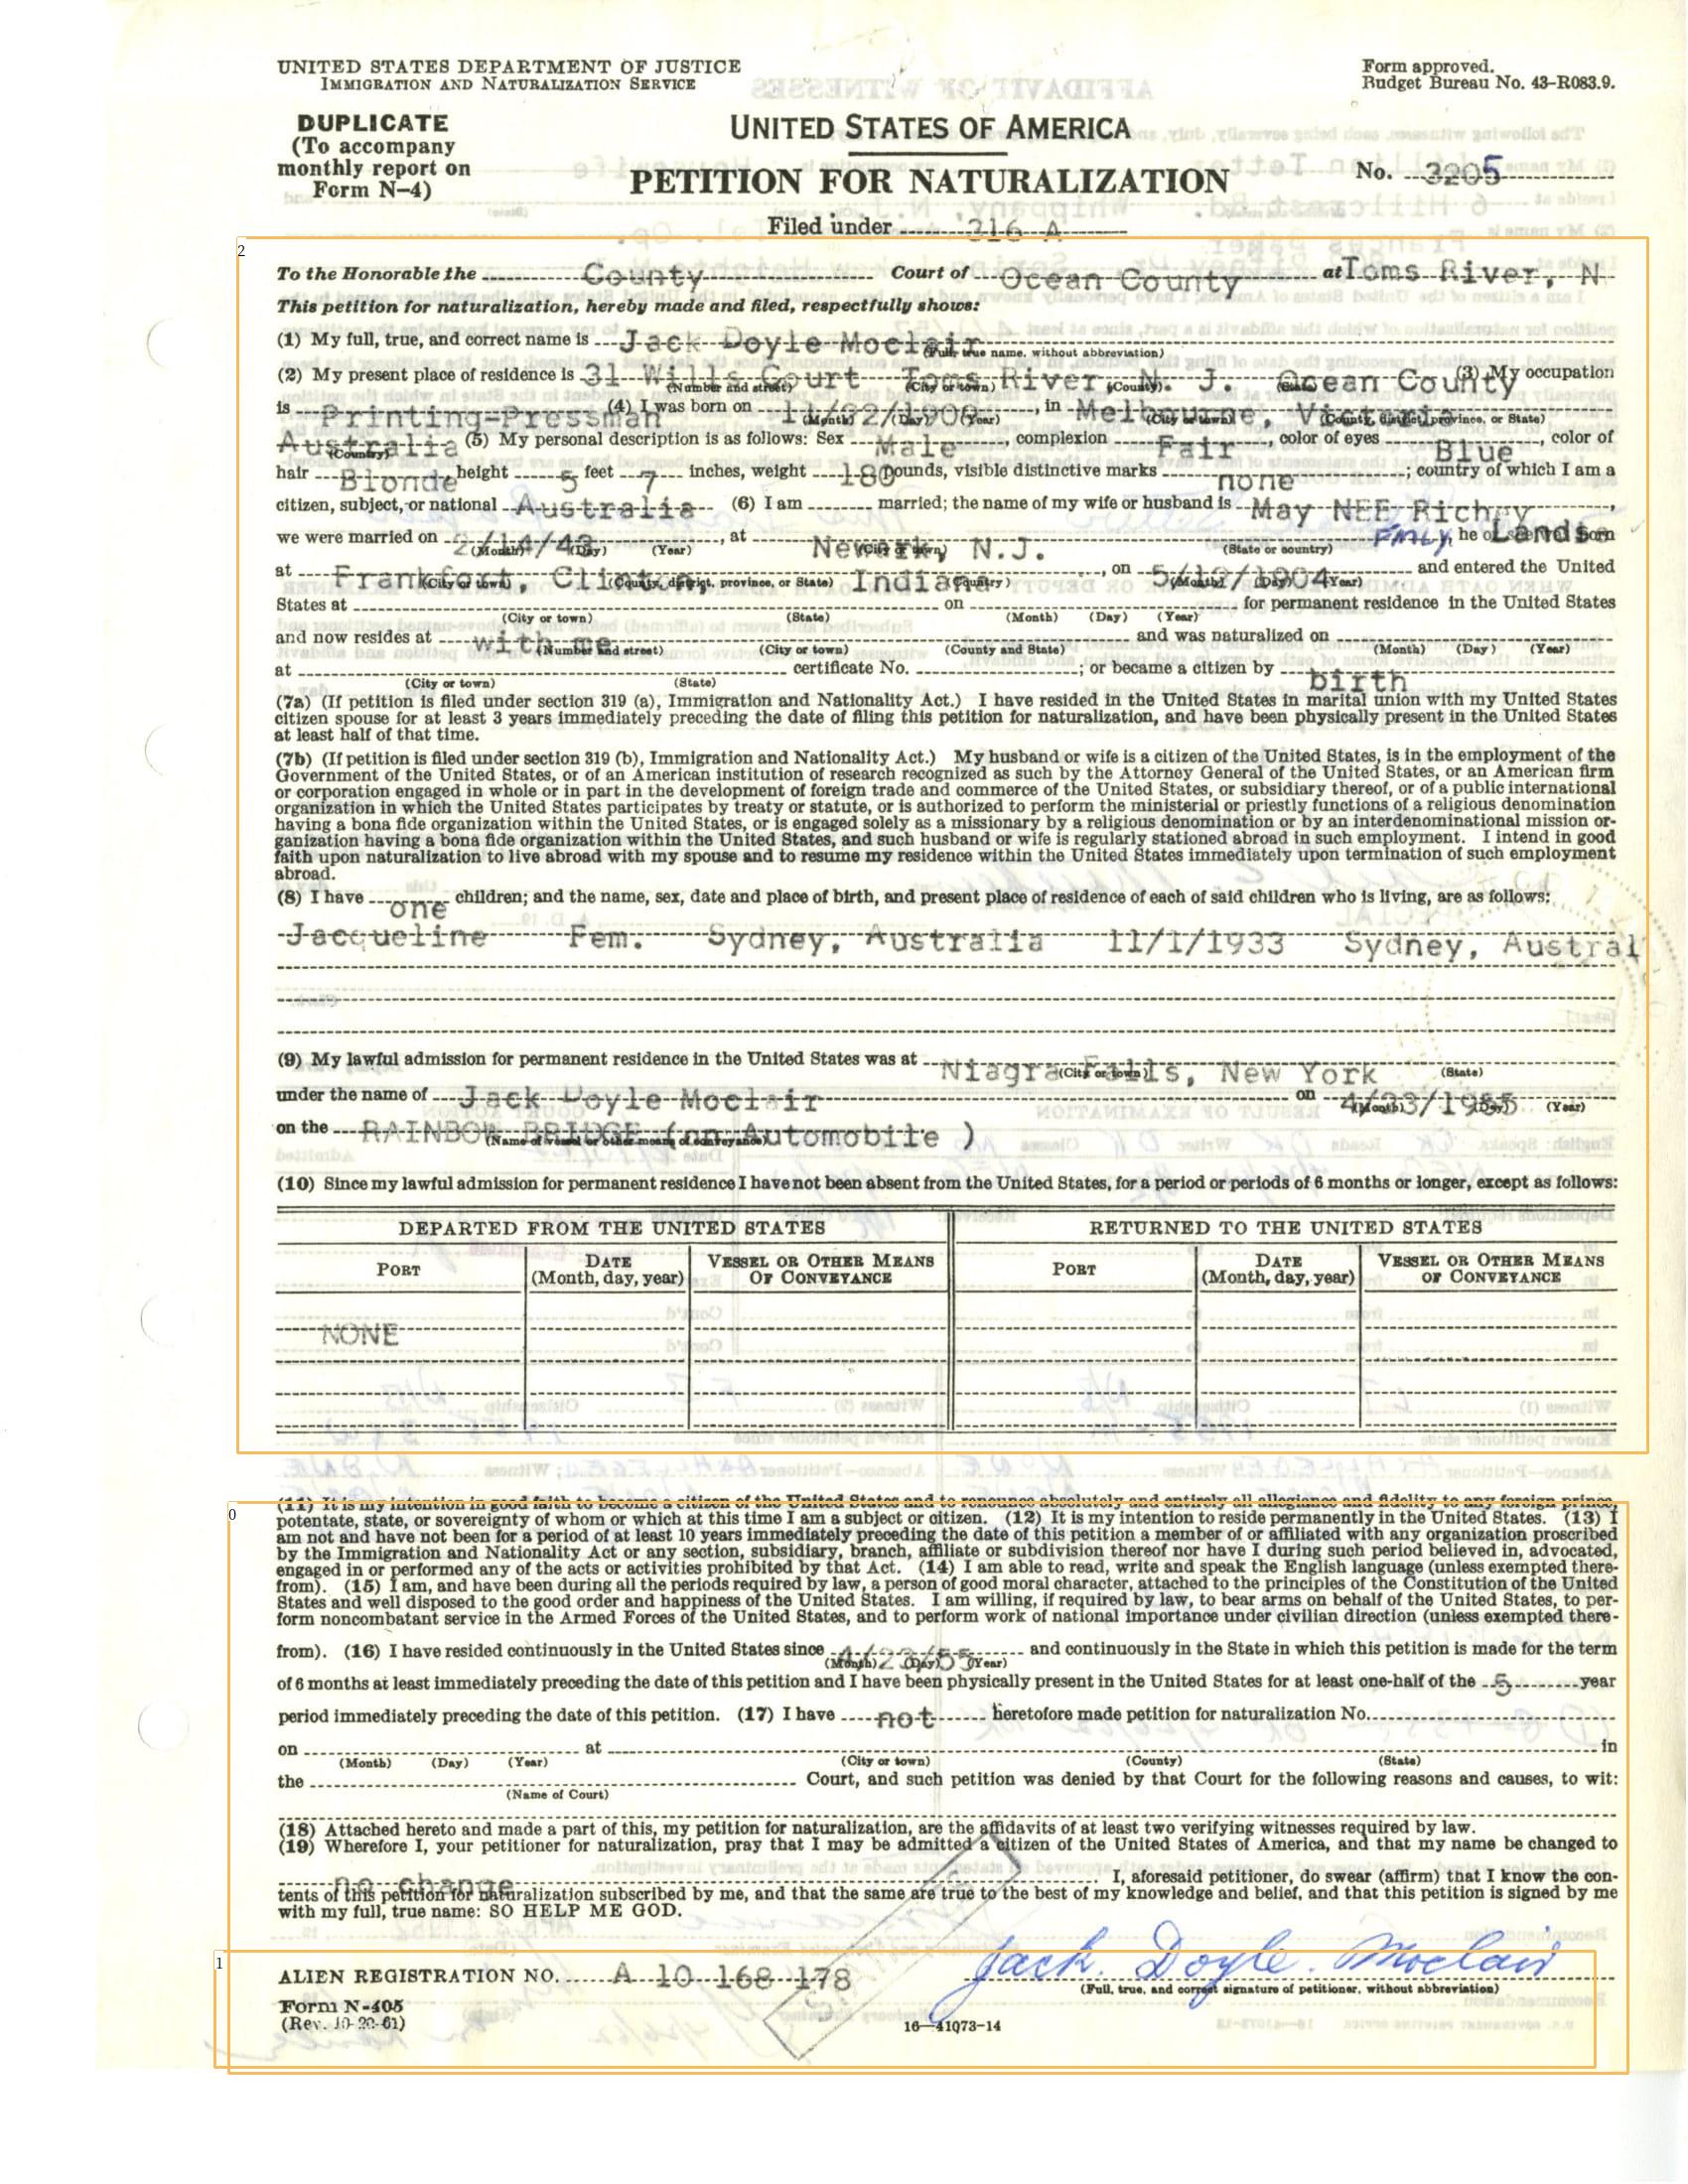 UNITED STATES DEPARTMENT OF JUSTICE
IMMIGRATION AND NATURALIZATION SERVICE
Form approved.
Budget Bureau No. 43-R083.9.
DUPLICATE
(To accompany
monthly report on
Form N-4)
UNITED STATES OF AMERICA
PETITION FOR NATURALIZATION
No. 3205
Filed under 316 A
2
To the Honorable the County Court of Ocean County at Toms River, N
This petition for naturalization, hereby made and filed, respectfully shows:
(1) My full, true, and correct name is Jack Doyle Moclair
(Full, true name, without abbreviation)
(2) My present place of residence is 31 Wills Court Toms River, N. J. Ocean County (3) My occupation
(Number and street) (City or town) (County) (State)
is Printing-Pressman (4) I was born on 11/22/1900, in Melbourne, Victoria
(Month) (Day) (Year) (City or town) (County, district, province, or State)
Australia (5) My personal description is as follows: Sex Male, complexion Fair, color of eyes Blue, color of
(Country)
hair Blonde height 5 feet 7 inches, weight 180 pounds, visible distinctive marks none; country of which I am a
citizen, subject, or national Australia (6) I am married; the name of my wife or husband is May NEE Richey,
we were married on 2/14/43, at Newark, N.J. he or she was born
(Month) (Day) (Year) (City or town) (State or country)
at Frankfort, Clinton, Indiana, on 5/12/1904 and entered the United
(City or town) (County, district, province, or State) (Country) (Month) (Day) (Year)
States at on for permanent residence in the United States
(City or town) (State) (Month) (Day) (Year)
and now resides at with me and was naturalized on
(Number and street) (City or town) (County and State) (Month) (Day) (Year)
at certificate No. ; or became a citizen by birth
(City or town) (State)
(7a) (If petition is filed under section 319 (a), Immigration and Nationality Act.) I have resided in the United States in marital union with my United States
citizen spouse for at least 3 years immediately preceding the date of filing this petition for naturalization, and have been physically present in the United States
at least half of that time.
(7b) (If petition is filed under section 319 (b), Immigration and Nationality Act.) My husband or wife is a citizen of the United States, is in the employment of the
Government of the United States, or of an American institution of research recognized as such by the Attorney General of the United States, or an American firm
or corporation engaged in whole or in part in the development of foreign trade and commerce of the United States, or subsidiary thereof, or of a public international
organization in which the United States participates by treaty or statute, or is authorized to perform the ministerial or priestly functions of a religious denomination
having a bona fide organization within the United States, or is engaged solely as a missionary by a religious denomination or by an interdenominational mission or-
ganization having a bona fide organization within the United States, and such husband or wife is regularly stationed abroad in such employment. I intend in good
faith upon naturalization to live abroad with my spouse and to resume my residence within the United States immediately upon termination of such employment
abroad.
(8) I have one children; and the name, sex, date and place of birth, and present place of residence of each of said children who is living, are as follows:
Jacqueline Fem. Sydney, Australia 11/1/1933 Sydney, Austral
(9) My lawful admission for permanent residence in the United States was at Niagra Falls, New York
(City or town) (State)
under the name of Jack Doyle Moclair on 4/23/1955
(Month) (Day) (Year)
on the RAINBOW BRIDGE (on Automobile )
(Name of vessel or other means of conveyance)
(10) Since my lawful admission for permanent residence I have not been absent from the United States, for a period or periods of 6 months or longer, except as follows:
DEPARTED FROM THE UNITED STATES RETURNED TO THE UNITED STATES
PORT DATE (Month, day, year) VESSEL OR OTHER MEANS OF CONVEYANCE PORT DATE (Month, day, year) VESSEL OR OTHER MEANS OF CONVEYANCE
NONE
0
(11) It is my intention in good faith to become a citizen of the United States and to renounce absolutely and entirely all allegiance and fidelity to any foreign prince,
potentate, state, or sovereignty of whom or which at this time I am a subject or citizen. (12) It is my intention to reside permanently in the United States. (13) I
am not and have not been for a period of at least 10 years immediately preceding the date of this petition a member of or affiliated with any organization proscribed
by the Immigration and Nationality Act or any section, subsidiary, branch, affiliate or subdivision thereof nor have I during such period believed in, advocated,
engaged in or performed any of the acts or activities prohibited by that Act. (14) I am able to read, write and speak the English language (unless exempted there-
from). (15) I am, and have been during all the periods required by law, a person of good moral character, attached to the principles of the Constitution of the United
States and well disposed to the good order and happiness of the United States. I am willing, if required by law, to bear arms on behalf of the United States, to per-
form noncombatant service in the Armed Forces of the United States, and to perform work of national importance under civilian direction (unless exempted there-
from). (16) I have resided continuously in the United States since 4/23/55 and continuously in the State in which this petition is made for the term
(Month) (Day) (Year)
of 6 months at least immediately preceding the date of this petition and I have been physically present in the United States for at least one-half of the 5 year
period immediately preceding the date of this petition. (17) I have not heretofore made petition for naturalization No.
on at in
(Month) (Day) (Year) (City or town) (County) (State)
the Court, and such petition was denied by that Court for the following reasons and causes, to wit:
(Name of Court)
(18) Attached hereto and made a part of this, my petition for naturalization, are the affidavits of at least two verifying witnesses required by law.
(19) Wherefore I, your petitioner for naturalization, pray that I may be admitted a citizen of the United States of America, and that my name be changed to
no change I, aforesaid petitioner, do swear (affirm) that I know the con-
tents of this petition for naturalization subscribed by me, and that the same are true to the best of my knowledge and belief, and that this petition is signed by me
with my full, true name: SO HELP ME GOD.
1
ALIEN REGISTRATION NO. A 10 168 178 Jack. Doyle. Moclair
(Full, true, and correct signature of petitioner, without abbreviation)
Form N-405
(Rev. 10-20-61)
16—41073-14